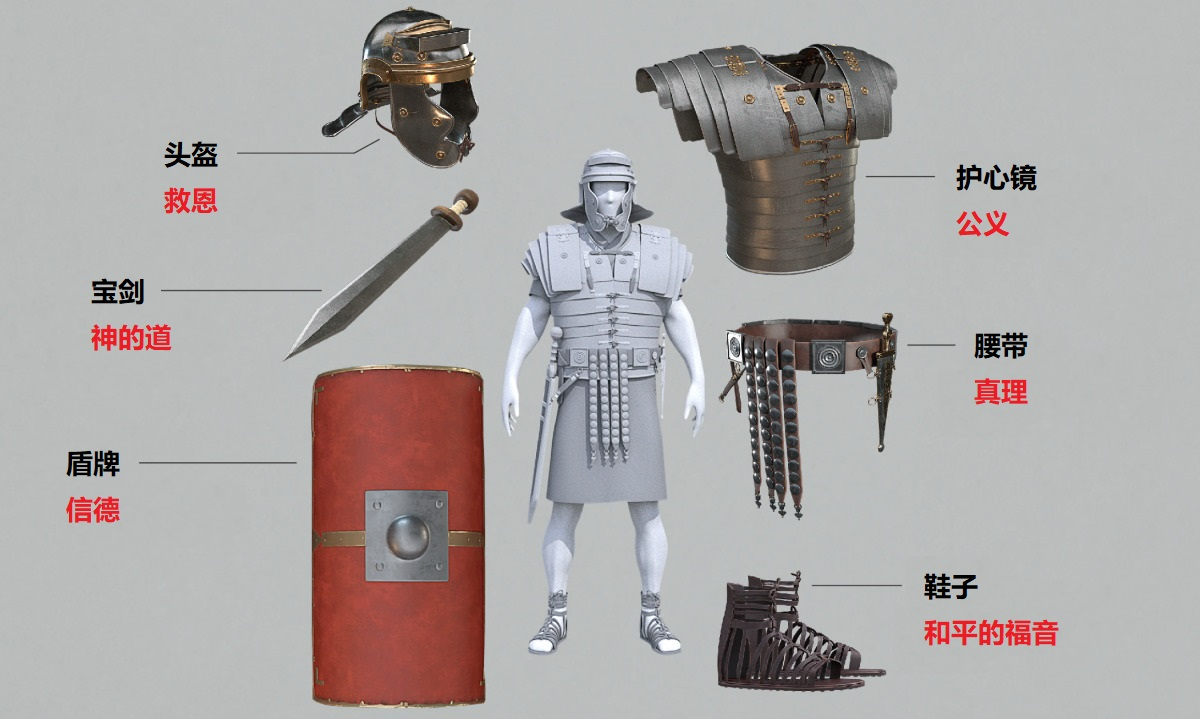 头盔
救恩
宝剑
神的道
盾牌
信德
护心镜
公义
腰带
真理
鞋子
和平的福音